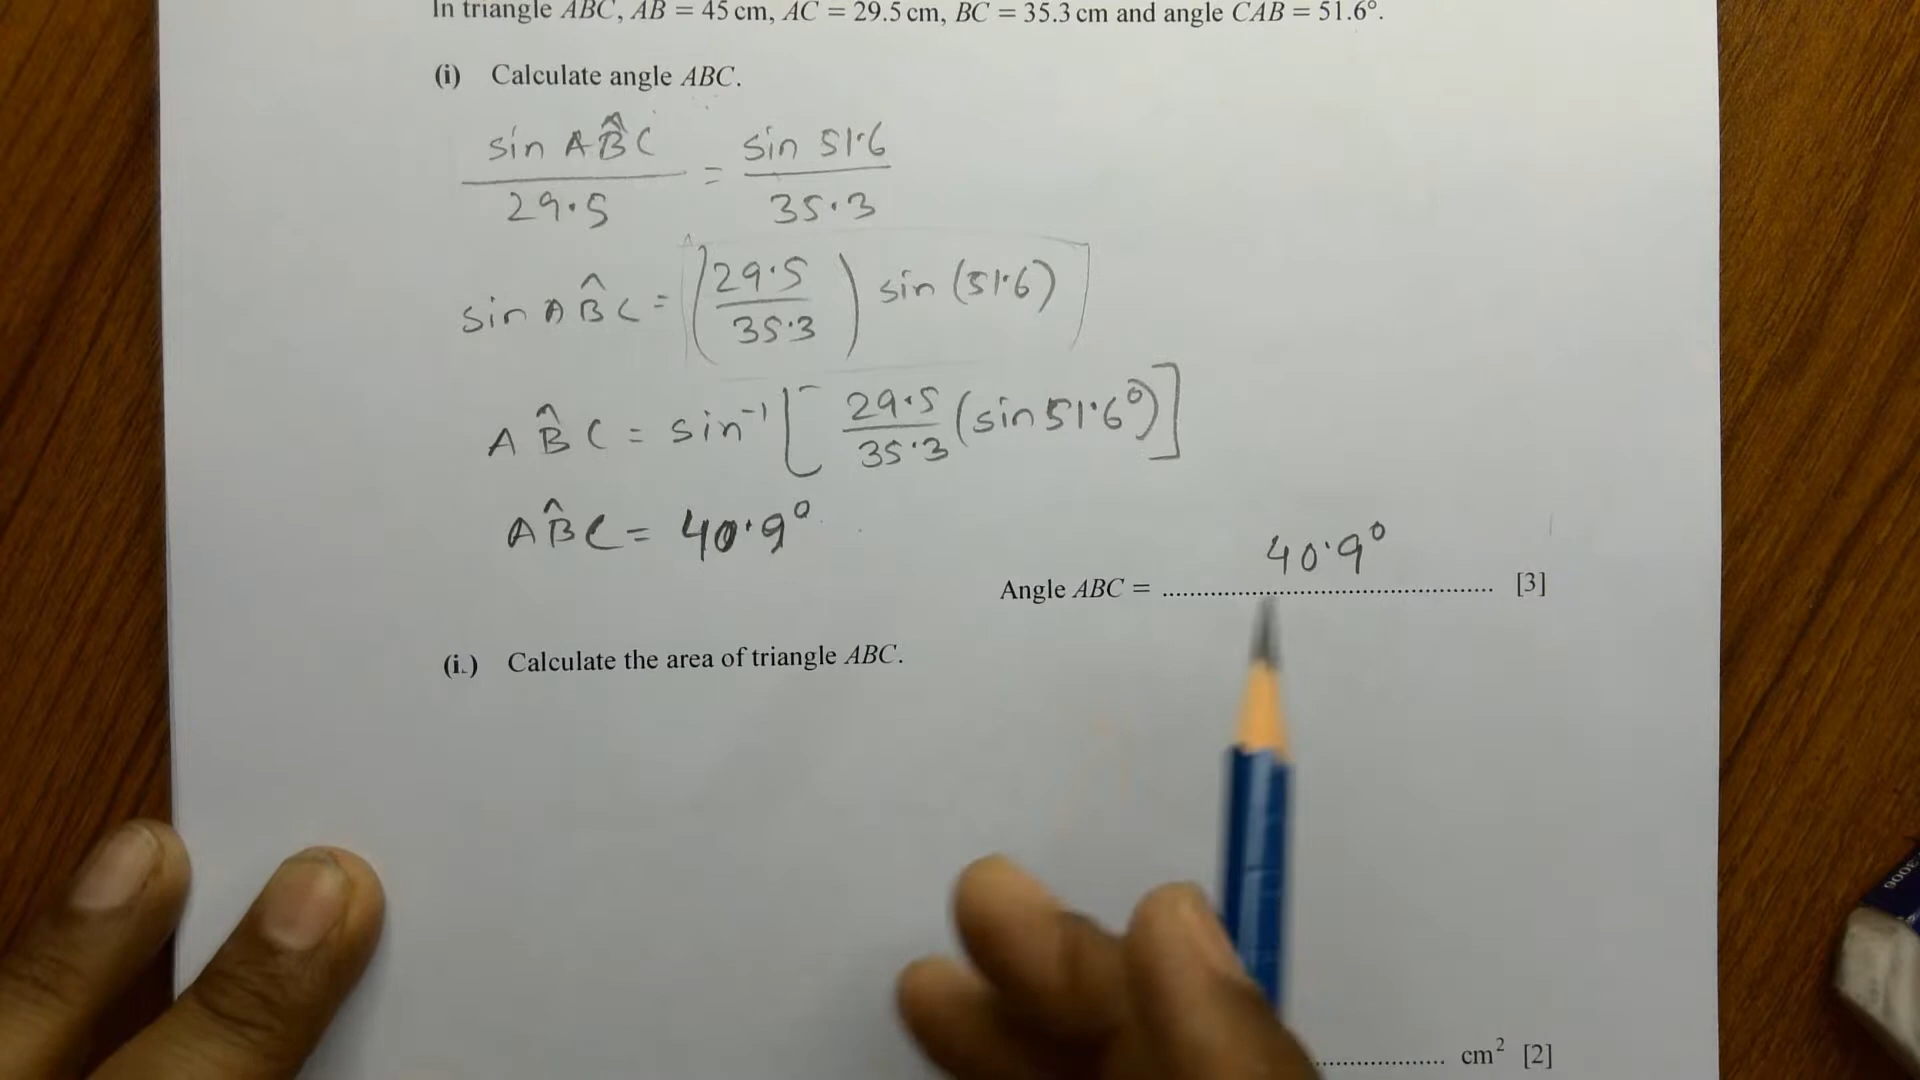 In triangle ABC, AB = 45 cm, AC = 29.5 cm, BC = 35.3 cm and angle CAB = 51.6°.
(i) Calculate angle ABC.
sin AB̂C / 29.5 = sin 51.6 / 35.3
sin AB̂C = (29.5 / 35.3) sin (51.6)
AB̂C = sin⁻¹ [29.5 / 35.3 (sin 51.6°)]
AB̂C = 40.9°
40.9°
Angle ABC = .................................................. [3]
(i.) Calculate the area of triangle ABC.
.................. cm² [2]